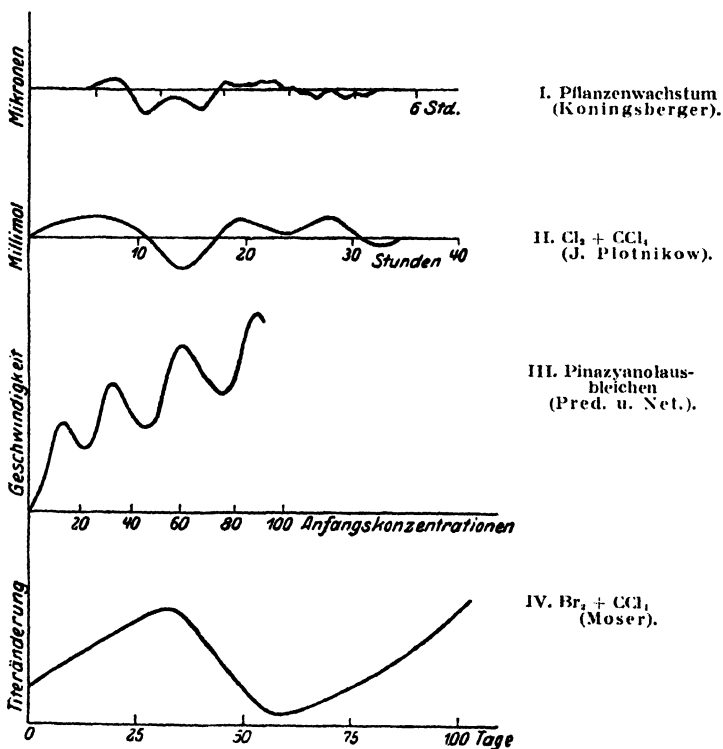 Mikronen
6 Std.
I. Pflanzenwachstum
(Koningsberger).
Millimol
10 20 30 40
Stunden
II. Cl₂ + CCl₄
(J. Plotnikow).
Geschwindigkeit
20 40 60 80 100 Anfangskonzentrationen
III. Pinazyanolaus-
bleichen
(Pred. u. Net.).
Titeränderung
0 25 50 75 100 Tage
IV. Br₂ + CCl₄
(Moser).